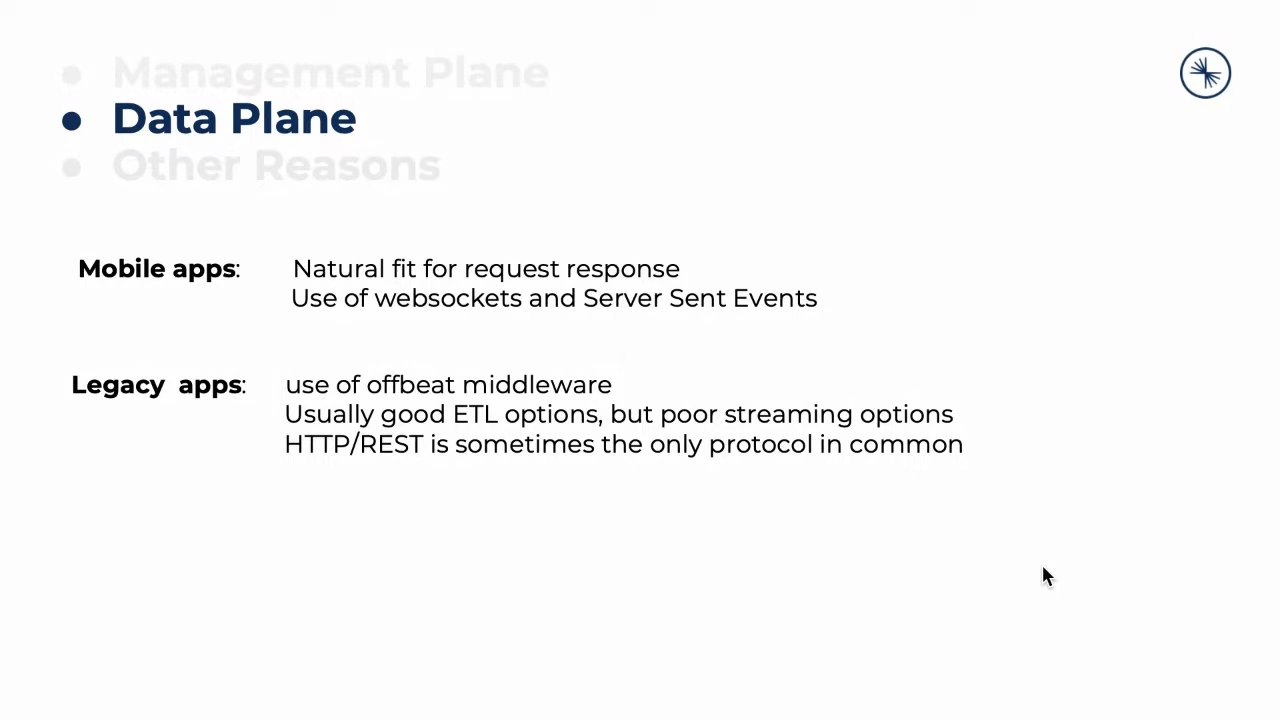 • Management Plane
• Data Plane
• Other Reasons
Mobile apps: Natural fit for request response
Use of websockets and Server Sent Events
Legacy apps: use of offbeat middleware
Usually good ETL options, but poor streaming options
HTTP/REST is sometimes the only protocol in common